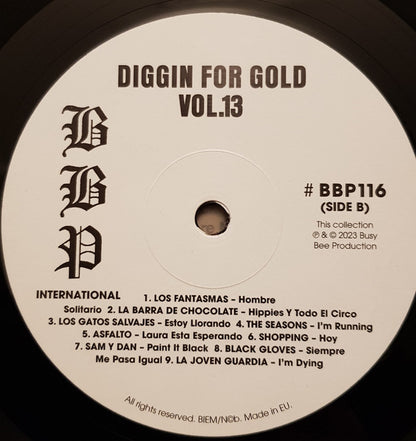 DIGGIN FOR GOLD
VOL.13
BBP
# BBP116
(SIDE B)
This collection
℗ & © 2023 Busy
Bee Production
INTERNATIONAL
1. LOS FANTASMAS – Hombre
Solitario 2. LA BARRA DE CHOCOLATE – Hippies Y Todo El Circo
3. LOS GATOS SALVAJES – Estoy Llorando 4. THE SEASONS – I'm Running
5. ASFALTO – Laura Esta Esperando 6. SHOPPING – Hoy
7. SAM Y DAN – Paint It Black 8. BLACK GLOVES – Siempre
Me Pasa Igual 9. LA JOVEN GUARDIA – I'm Dying
All rights reserved. BIEM/N©b. Made in EU.